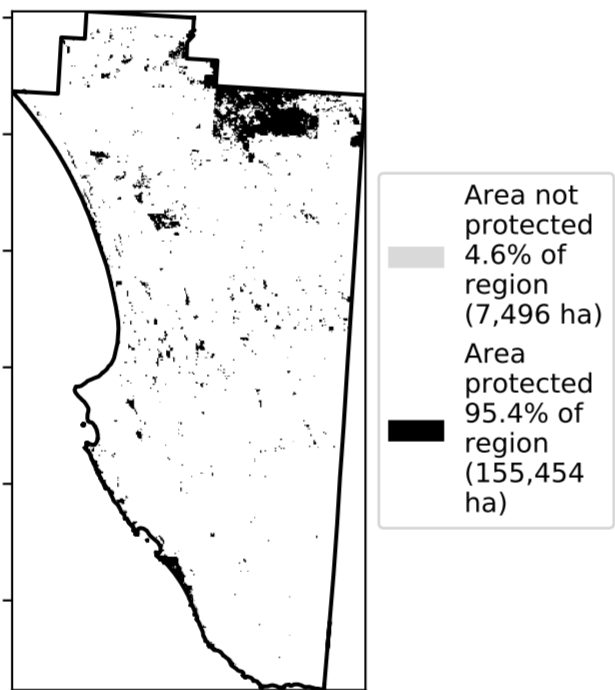 Area not
protected
4.6% of
region
(7,496 ha)
Area
protected
95.4% of
region
(155,454
ha)